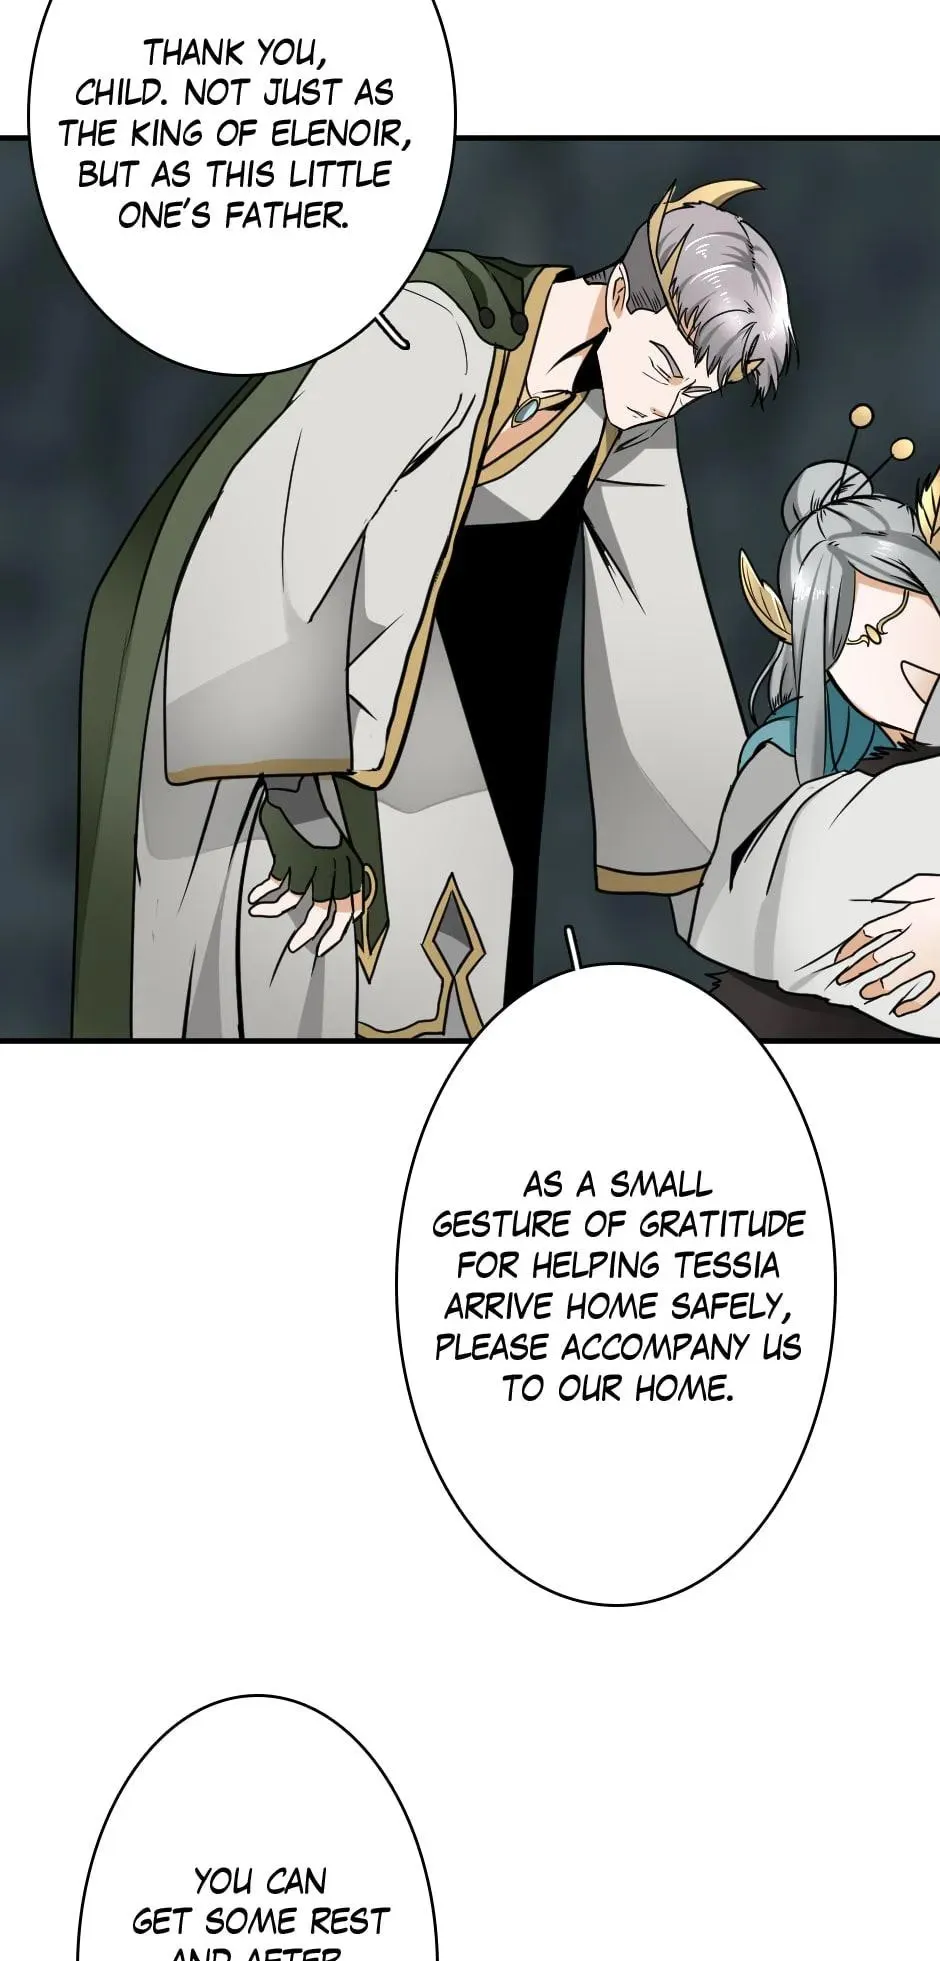 THANK YOU,
CHILD. NOT JUST AS
THE KING OF ELENOIR,
BUT AS THIS LITTLE
ONE'S FATHER.
AS A SMALL
GESTURE OF GRATITUDE
FOR HELPING TESSIA
ARRIVE HOME SAFELY,
PLEASE ACCOMPANY US
TO OUR HOME.
YOU CAN
GET SOME REST
AND AFTER